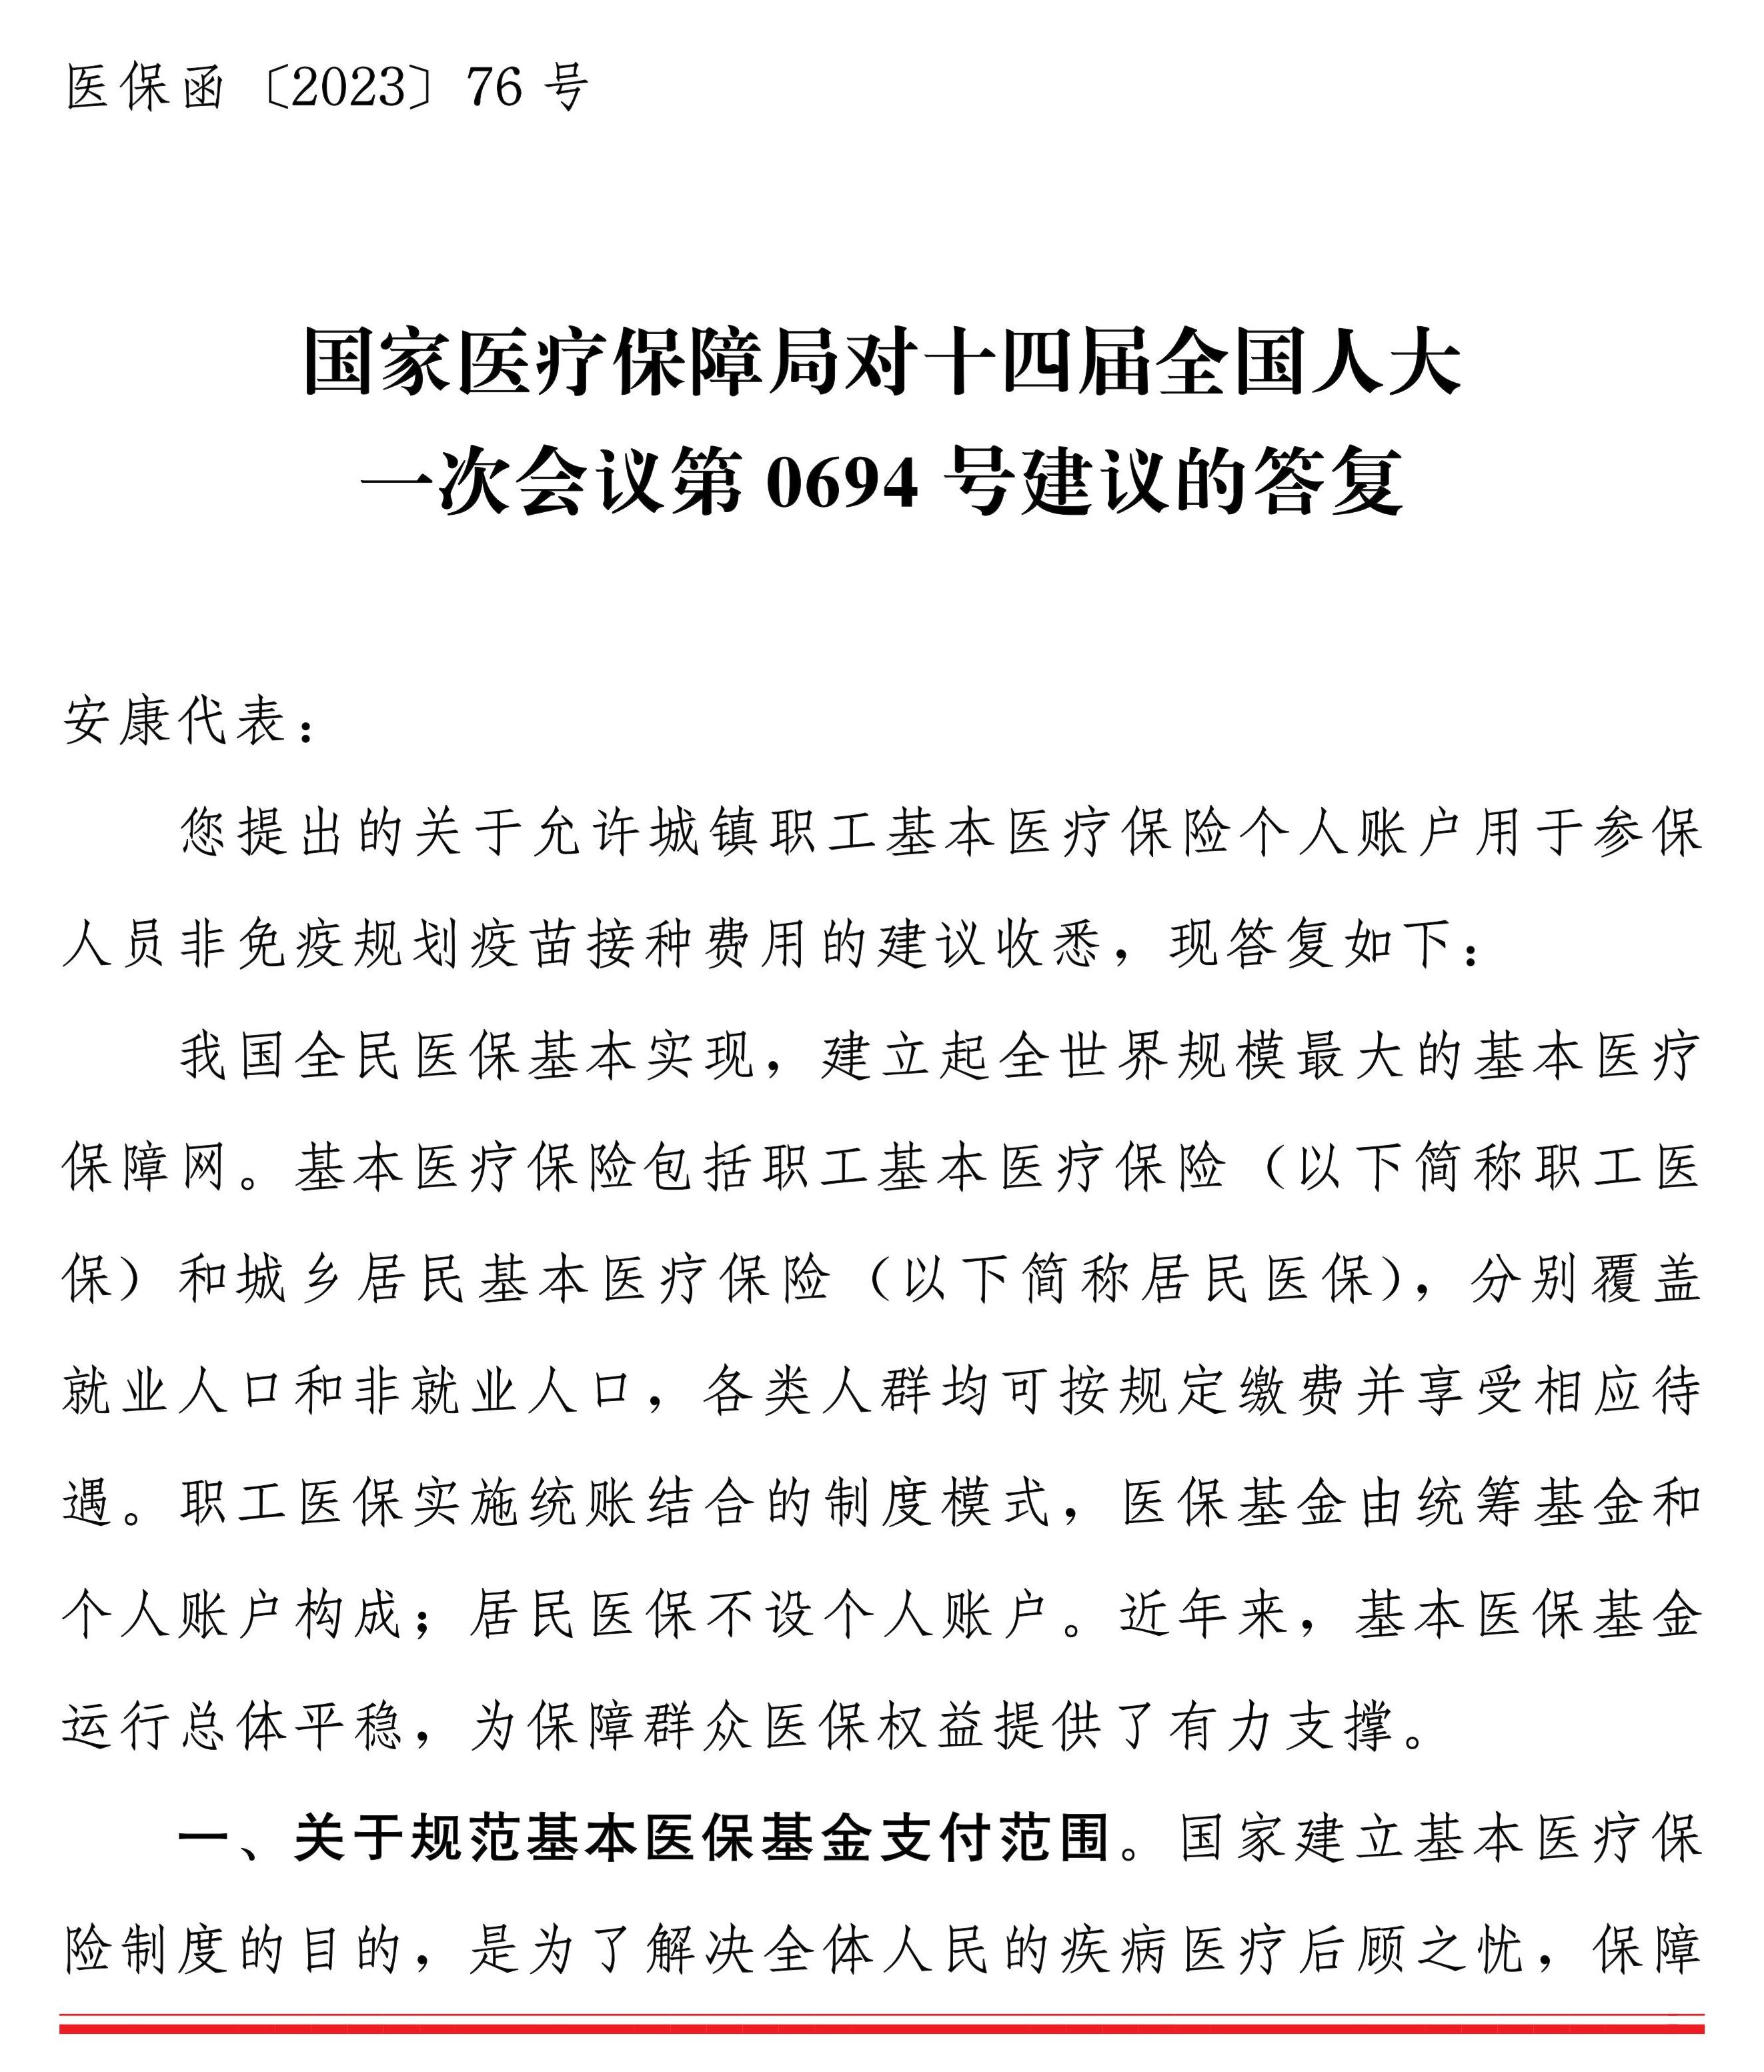 医保函〔2023〕76 号
国家医疗保障局对十四届全国人大
一次会议第 0694 号建议的答复
安康代表：
您提出的关于允许城镇职工基本医疗保险个人账户用于参保
人员非免疫规划疫苗接种费用的建议收悉，现答复如下：
我国全民医保基本实现，建立起全世界规模最大的基本医疗
保障网。基本医疗保险包括职工基本医疗保险（以下简称职工医
保）和城乡居民基本医疗保险（以下简称居民医保），分别覆盖
就业人口和非就业人口，各类人群均可按规定缴费并享受相应待
遇。职工医保实施统账结合的制度模式，医保基金由统筹基金和
个人账户构成；居民医保不设个人账户。近年来，基本医保基金
运行总体平稳，为保障群众医保权益提供了有力支撑。
一、关于规范基本医保基金支付范围。国家建立基本医疗保
险制度的目的，是为了解决全体人民的疾病医疗后顾之忧，保障